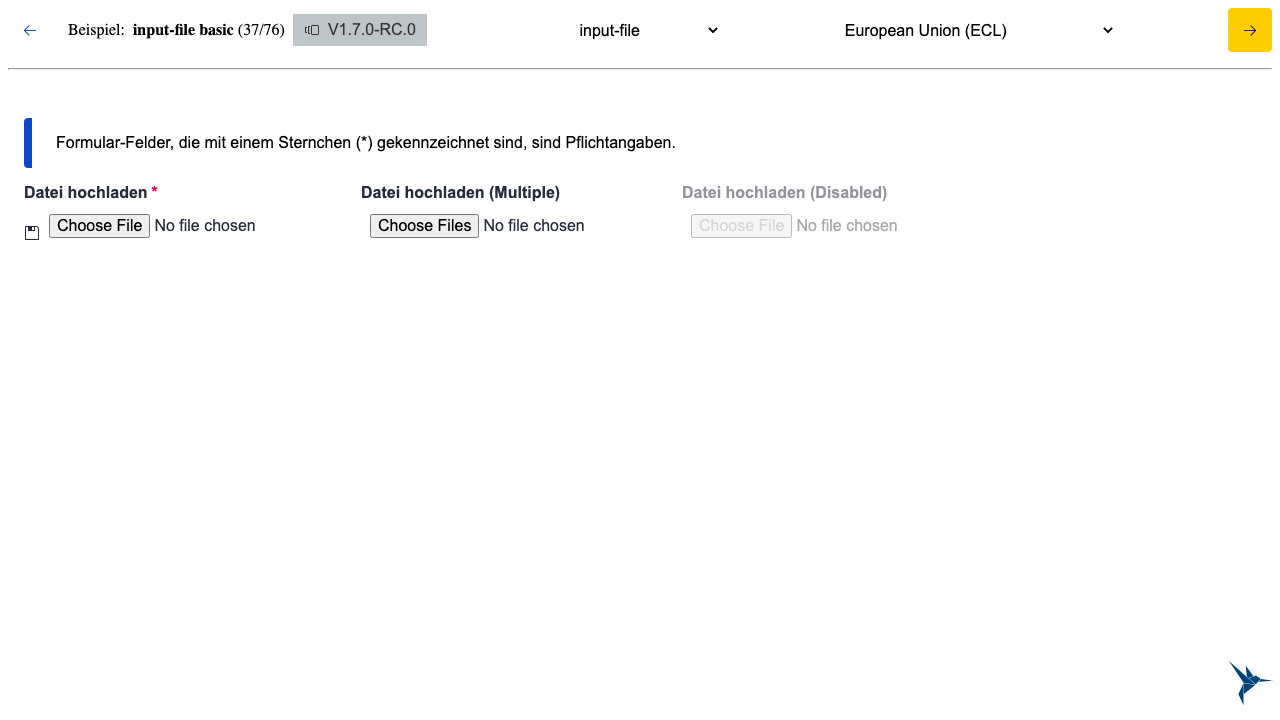 Beispiel: input-file basic (37/76) V1.7.0-RC.0 input-file European Union (ECL)
Formular-Felder, die mit einem Sternchen (*) gekennzeichnet sind, sind Pflichtangaben.
Datei hochladen * Datei hochladen (Multiple) Datei hochladen (Disabled)
Choose File No file chosen Choose Files No file chosen Choose File No file chosen